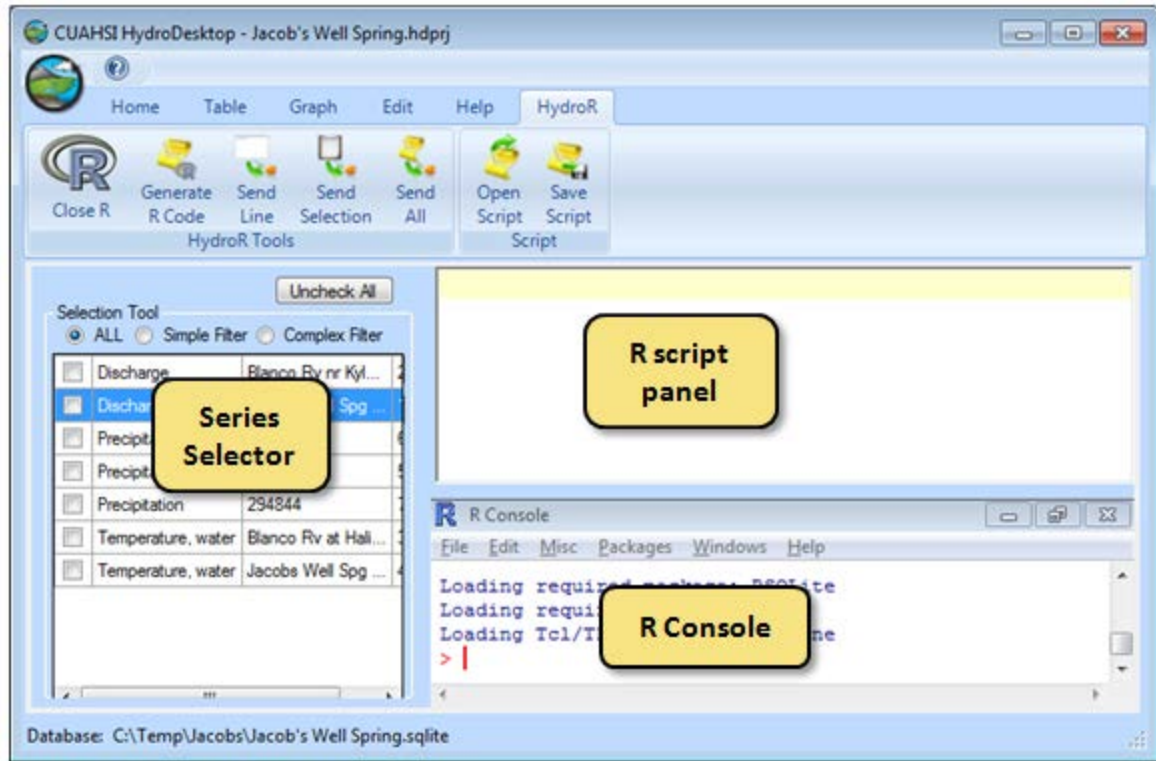 CUAHSI HydroDesktop - Jacob's Well Spring.hdprj
Home Table Graph Edit Help HydroR
Close R
Generate R Code
Send Line
Send Selection
Send All
HydroR Tools
Open Script
Save Script
Script
Uncheck All
Selection Tool
ALL Simple Filter Complex Filter
Discharge Blanco Rv nr Kyl...
Spg ...
Precipitation 294844
Temperature, water Blanco Rv at Hali...
Temperature, water Jacobs Well Spg ...
Series
Selector
R script
panel
R Console
File Edit Misc Packages Windows Help
Loading
Loading
Loading
>
R Console
Database: C:\Temp\Jacobs\Jacob's Well Spring.sqlite